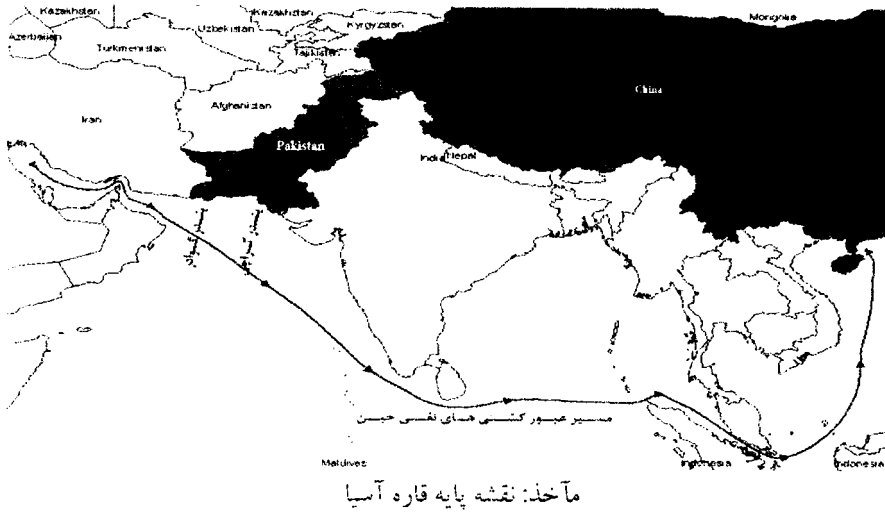 Kazakhstan
Kazakhstan
Mongolia
Azerbaijan
Uzbekistan
Kyrgyzstan
Turkmenistan
Tajikistan
Afghanistan
China
Iran
Pakistan
India
Nepal
مسیر عبور کشتی های نفتی چین
Maldives
Indonesia
Indonesia
مآخذ: نقشه پایه قاره آسیا